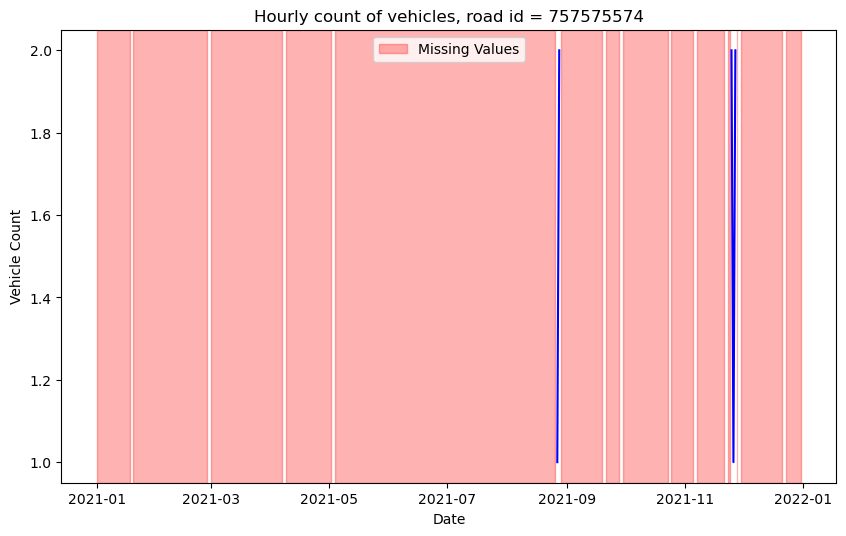 Hourly count of vehicles, road id = 757575574
Missing Values
Vehicle Count
2.0
1.8
1.6
1.4
1.2
1.0
2021-01 2021-03 2021-05 2021-07 2021-09 2021-11 2022-01
Date